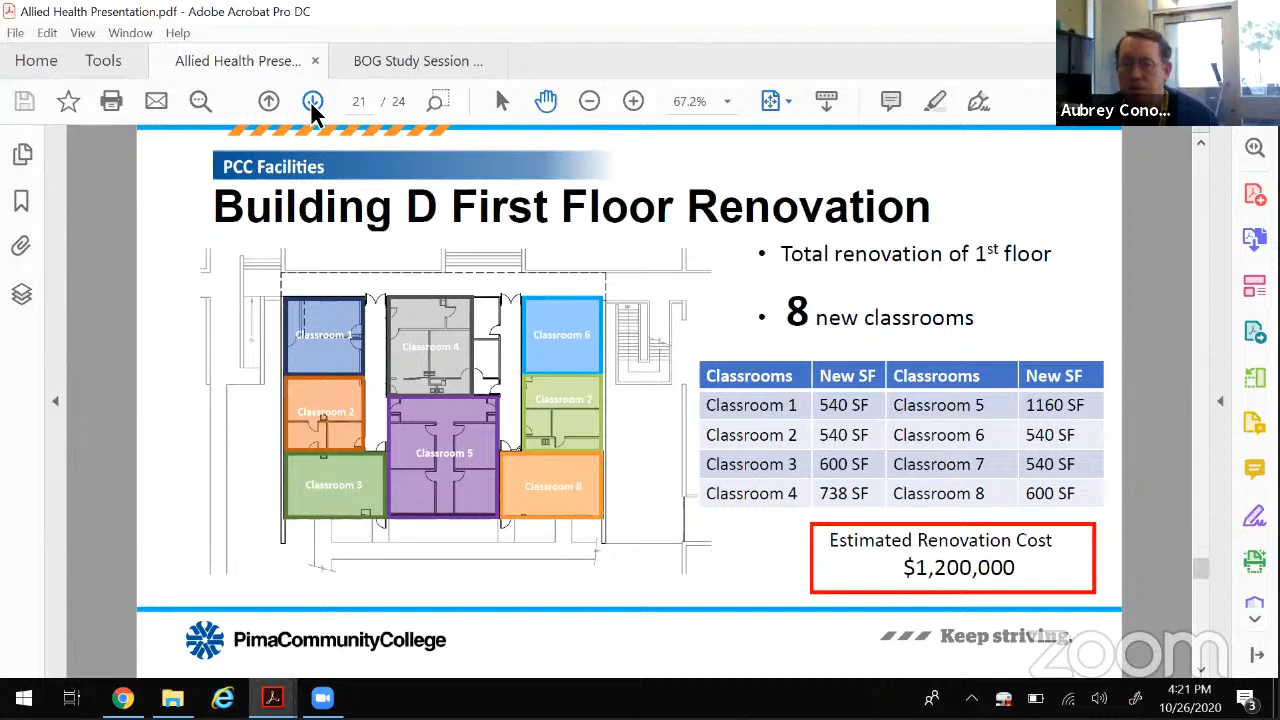 Allied Health Presentation.pdf - Adobe Acrobat Pro DC
File Edit View Window Help
Home Tools Allied Health Prese... × BOG Study Session ...
21 / 24 67.2%
Aubrey Cono...
PCC Facilities
Building D First Floor Renovation
Classroom 1
Classroom 2
Classroom 3
Classroom 4
Classroom 5
Classroom 6
Classroom 7
Classroom 8
• Total renovation of 1st floor
• 8 new classrooms
Classrooms New SF Classrooms New SF
Classroom 1 540 SF Classroom 5 1160 SF
Classroom 2 540 SF Classroom 6 540 SF
Classroom 3 600 SF Classroom 7 540 SF
Classroom 4 738 SF Classroom 8 600 SF
Estimated Renovation Cost
$1,200,000
PimaCommunityCollege
Keep striving.
zoom
4:21 PM
10/26/2020
3